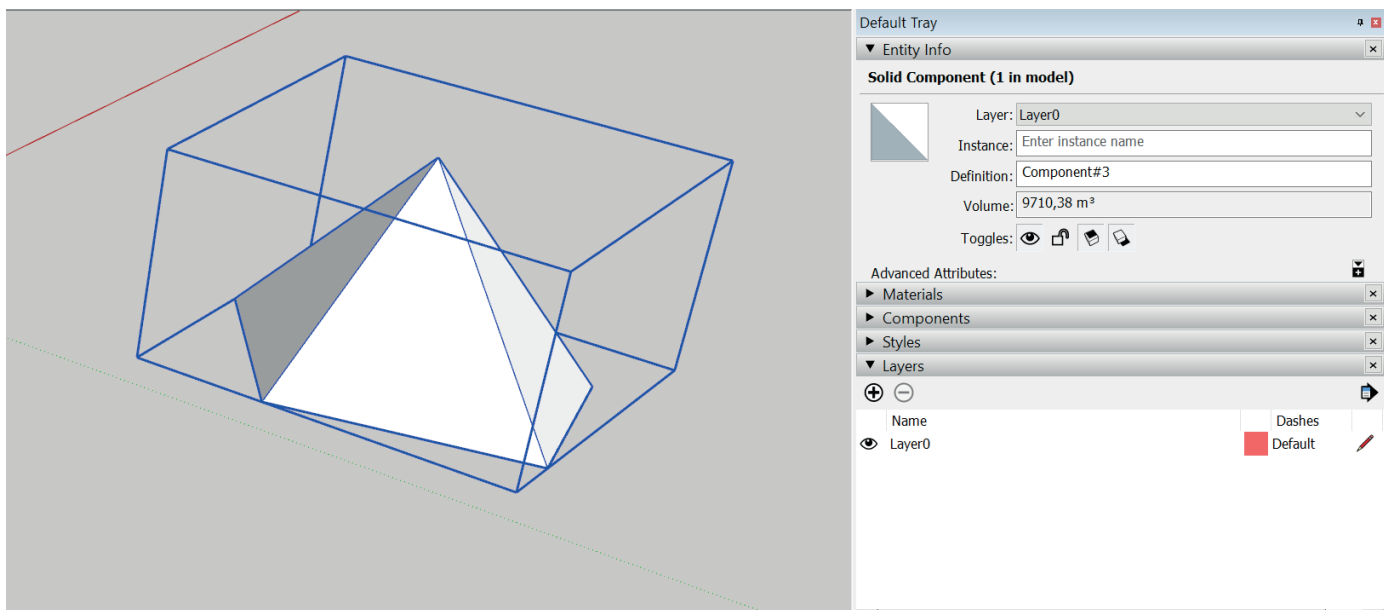 Default Tray
Entity Info
Solid Component (1 in model)
Layer: Layer0
Instance: Enter instance name
Definition: Component#3
Volume: 9710,38 m³
Toggles:
Advanced Attributes:
Materials
Components
Styles
Layers
Name Dashes
Layer0 Default